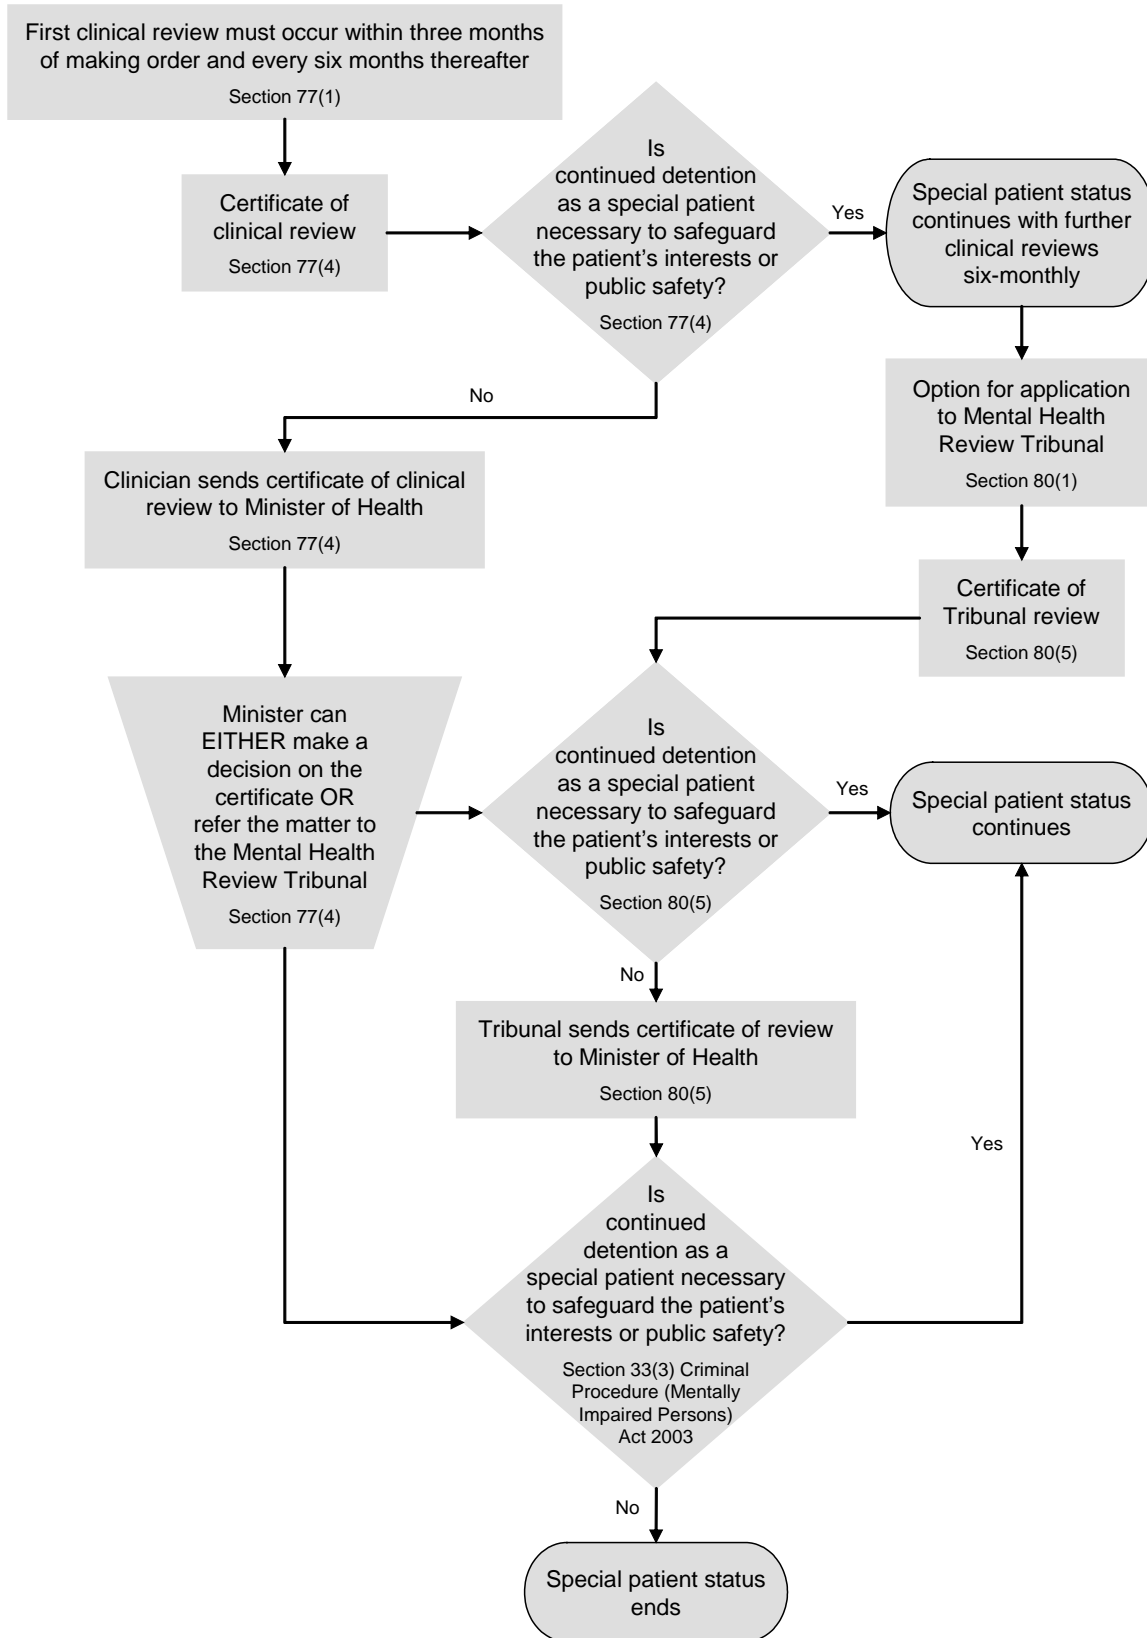 First clinical review must occur within three months
of making order and every six months thereafter
Section 77(1)
Certificate of
clinical review
Section 77(4)
Is
continued detention
as a special patient
necessary to safeguard
the patient's interests or
public safety?
Section 77(4)
Yes
Special patient status
continues with further
clinical reviews
six-monthly
No
Option for application
to Mental Health
Review Tribunal
Section 80(1)
Clinician sends certificate of clinical
review to Minister of Health
Section 77(4)
Certificate of
Tribunal review
Section 80(5)
Minister can
EITHER make a
decision on the
certificate OR
refer the matter to
the Mental Health
Review Tribunal
Section 77(4)
Is
continued detention
as a special patient
necessary to safeguard
the patient's interests or
public safety?
Section 80(5)
Yes
Special patient status
continues
No
Tribunal sends certificate of review
to Minister of Health
Section 80(5)
Yes
Is
continued
detention as a
special patient necessary
to safeguard the patient's
interests or public safety?
Section 33(3) Criminal
Procedure (Mentally
Impaired Persons)
Act 2003
No
Special patient status
ends